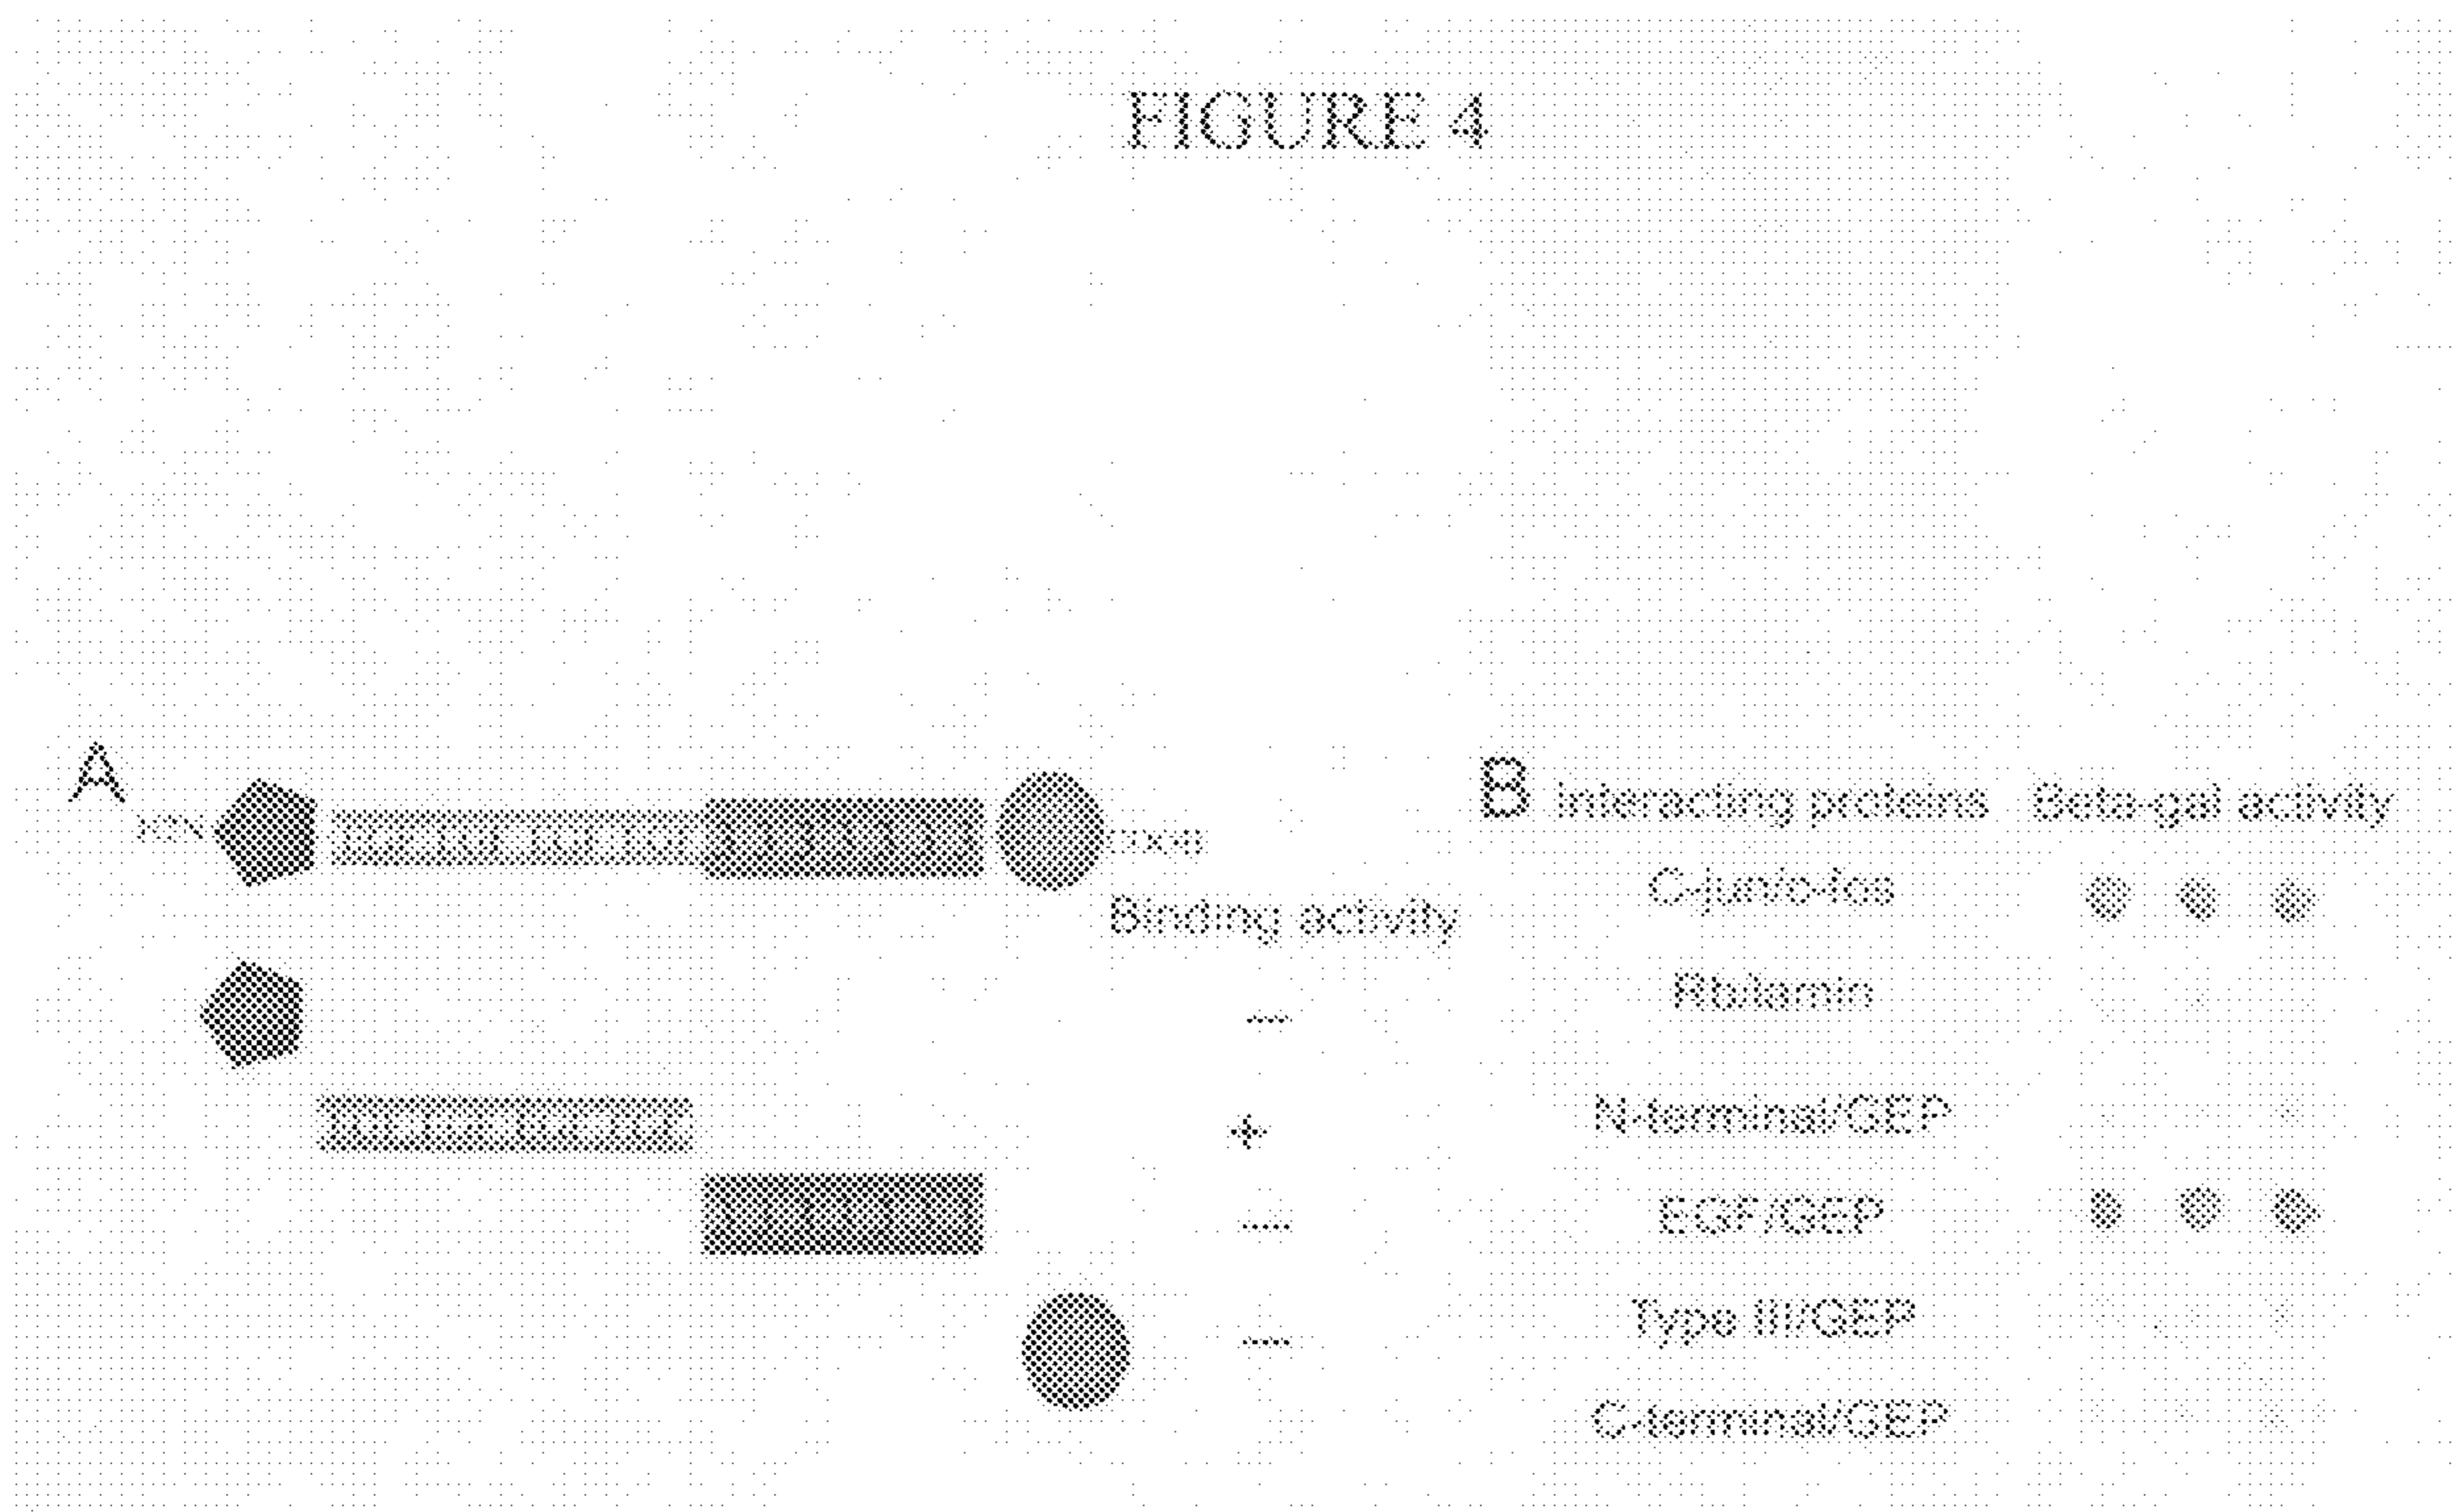 FIGURE 4
A
Binding activity
—
+
—
—
B Interacting proteins Beta-gal activity
C-jun/c-fos
Rb/lamin
N-terminal/GEP
EGF/GEP
Type III/GEP
C-terminal/GEP